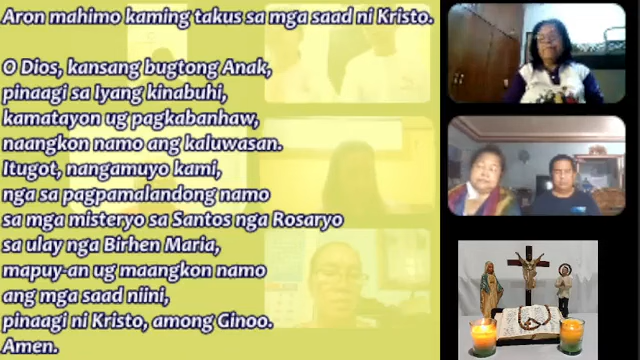 Aron mahimo kaming takus sa mga saad ni Kristo.
O Dios, kansang bugtong Anak,
pinaagi sa Iyang kinabuhi,
kamatayon ug pagkabanhaw,
naangkon namo ang kaluwasan.
Itugot, nangamuyo kami,
nga sa pagpamalandong namo
sa mga misteryo sa Santos nga Rosaryo
sa ulay nga Birhen Maria,
mapuy-an ug maangkon namo
ang mga saad niini,
pinaagi ni Kristo, among Ginoo.
Amen.